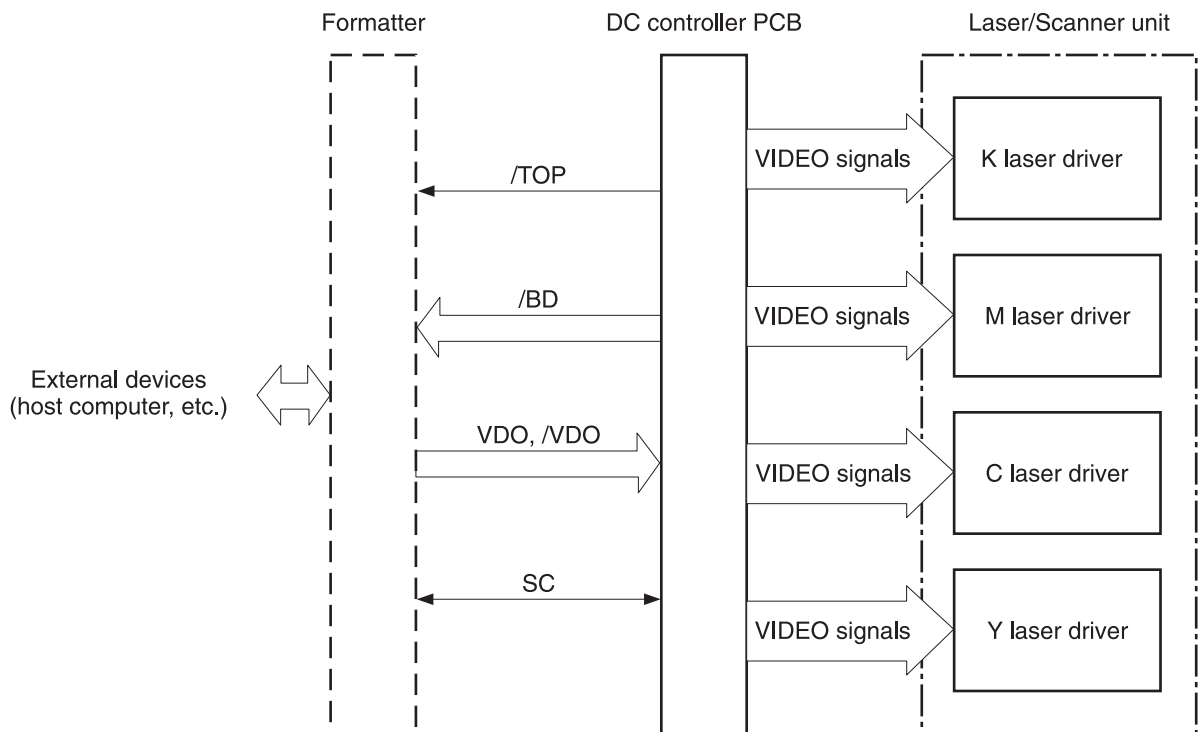 Formatter
DC controller PCB
Laser/Scanner unit
/TOP
VIDEO signals
K laser driver
/BD
VIDEO signals
M laser driver
External devices
(host computer, etc.)
VDO, /VDO
VIDEO signals
C laser driver
SC
VIDEO signals
Y laser driver